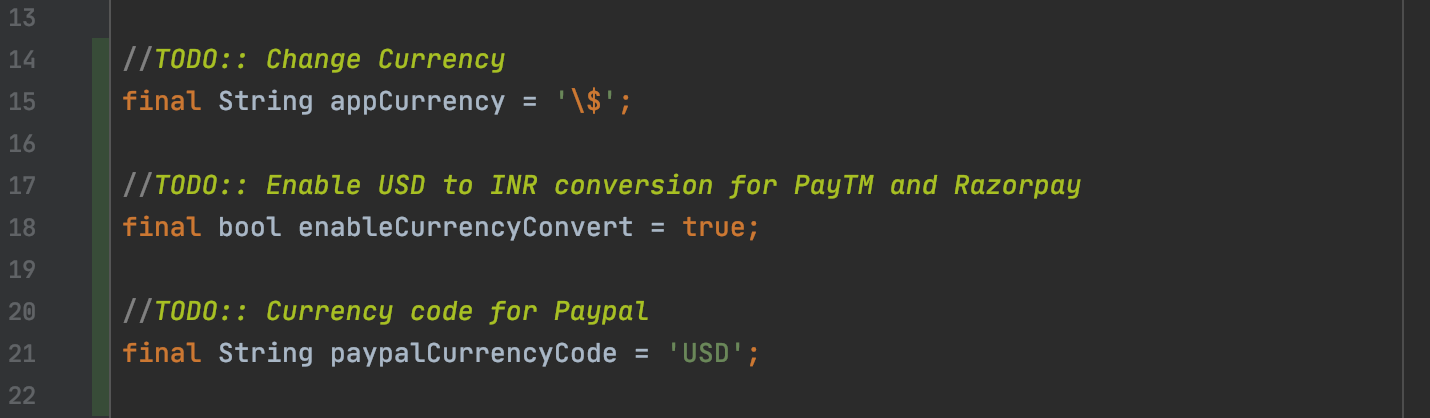 13
14 //TODO:: Change Currency
15 final String appCurrency = '\$';
16
17 //TODO:: Enable USD to INR conversion for PayTM and Razorpay
18 final bool enableCurrencyConvert = true;
19
20 //TODO:: Currency code for Paypal
21 final String paypalCurrencyCode = 'USD';
22